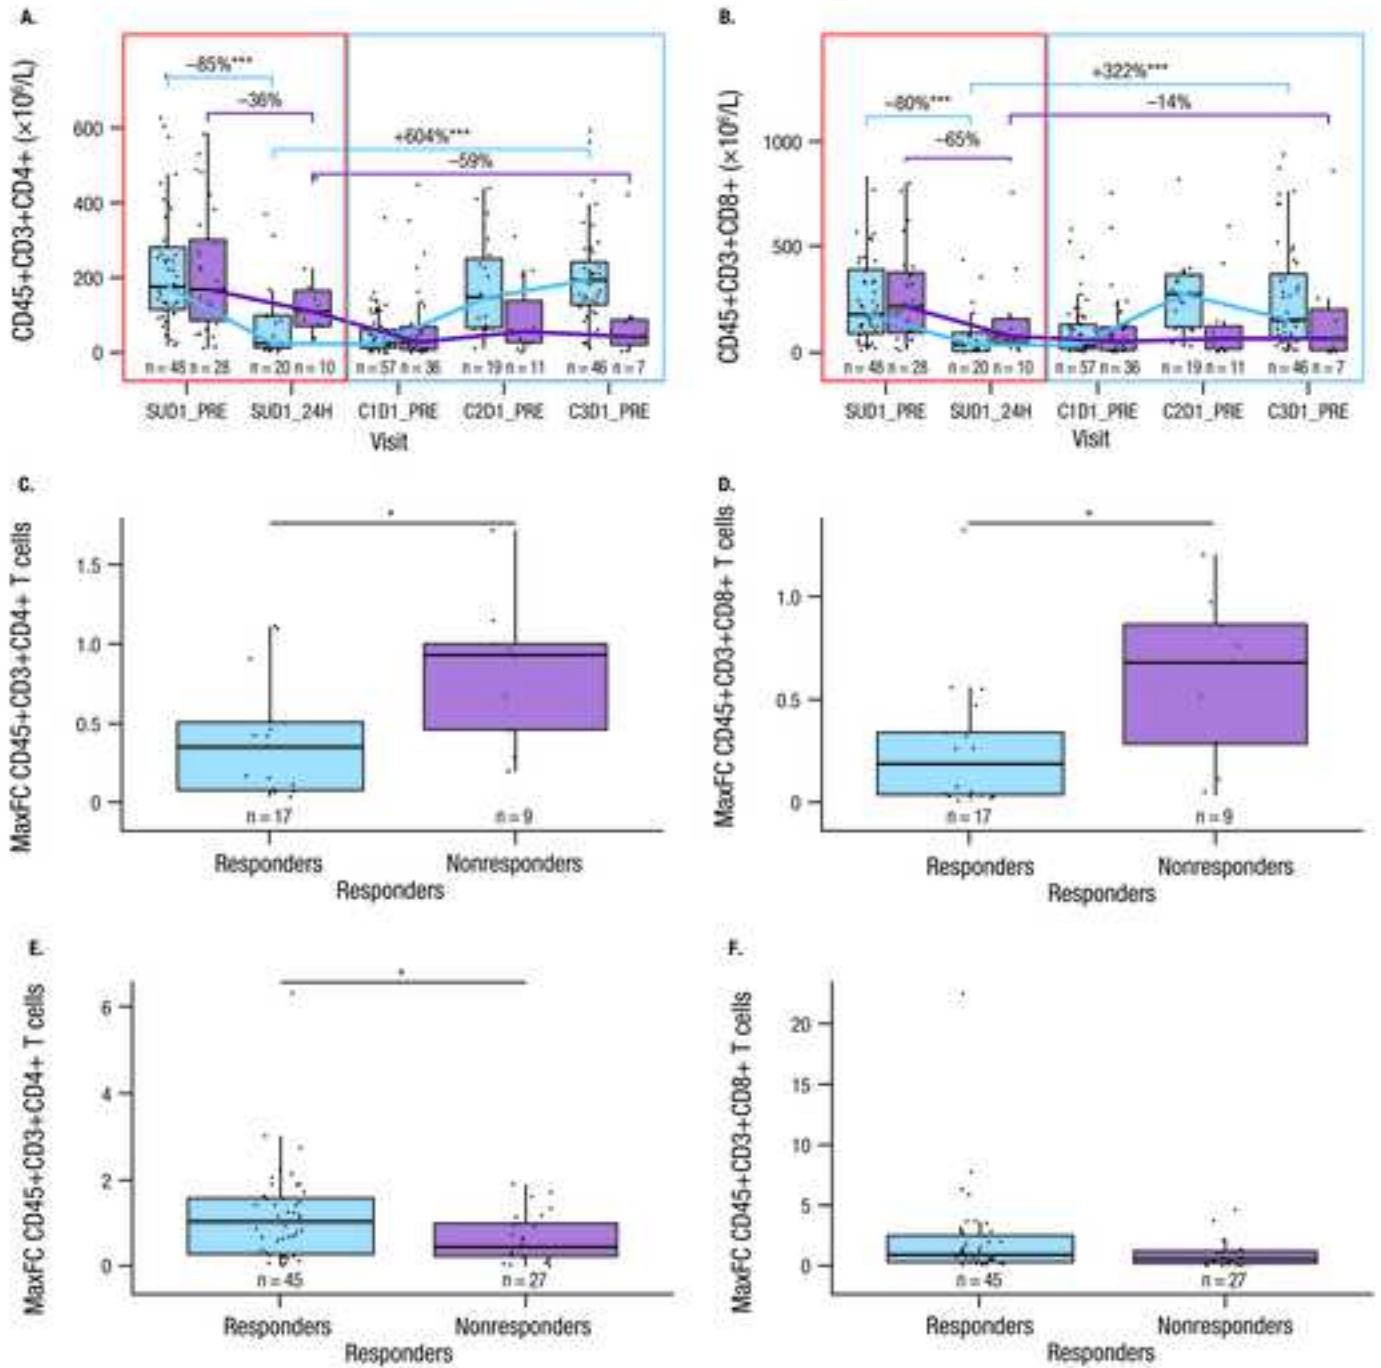 A.
CD45+CD3+CD4+ (×10⁶/L)
−85%***
−36%
+604%***
−59%
600
400
200
0
n = 48 n = 28 n = 20 n = 10 n = 57 n = 36 n = 19 n = 11 n = 46 n = 7
SUD1_PRE SUD1_24H C1D1_PRE C2D1_PRE C3D1_PRE
Visit
B.
CD45+CD3+CD8+ (×10⁶/L)
+322%***
−14%
−80%***
−65%
1000
500
0
n = 48 n = 28 n = 20 n = 10 n = 57 n = 36 n = 19 n = 11 n = 46 n = 7
SUD1_PRE SUD1_24H C1D1_PRE C2D1_PRE C3D1_PRE
Visit
C.
MaxFC CD45+CD3+CD4+ T cells
*
1.5
1.0
0.5
0
n = 17 n = 9
Responders Nonresponders
Responders
D.
MaxFC CD45+CD3+CD8+ T cells
*
1.0
0.5
0
n = 17 n = 9
Responders Nonresponders
Responders
E.
MaxFC CD45+CD3+CD4+ T cells
*
6
4
2
0
n = 45 n = 27
Responders Nonresponders
Responders
F.
MaxFC CD45+CD3+CD8+ T cells
20
15
10
5
0
n = 45 n = 27
Responders Nonresponders
Responders